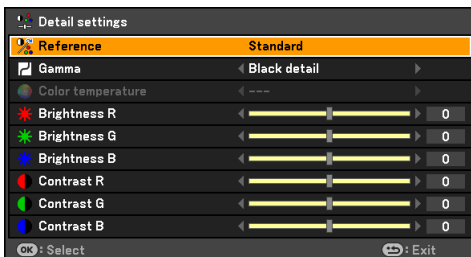 Detail settings
Reference Standard
Gamma Black detail
Color temperature ---
Brightness R 0
Brightness G 0
Brightness B 0
Contrast R 0
Contrast G 0
Contrast B 0
OK : Select : Exit